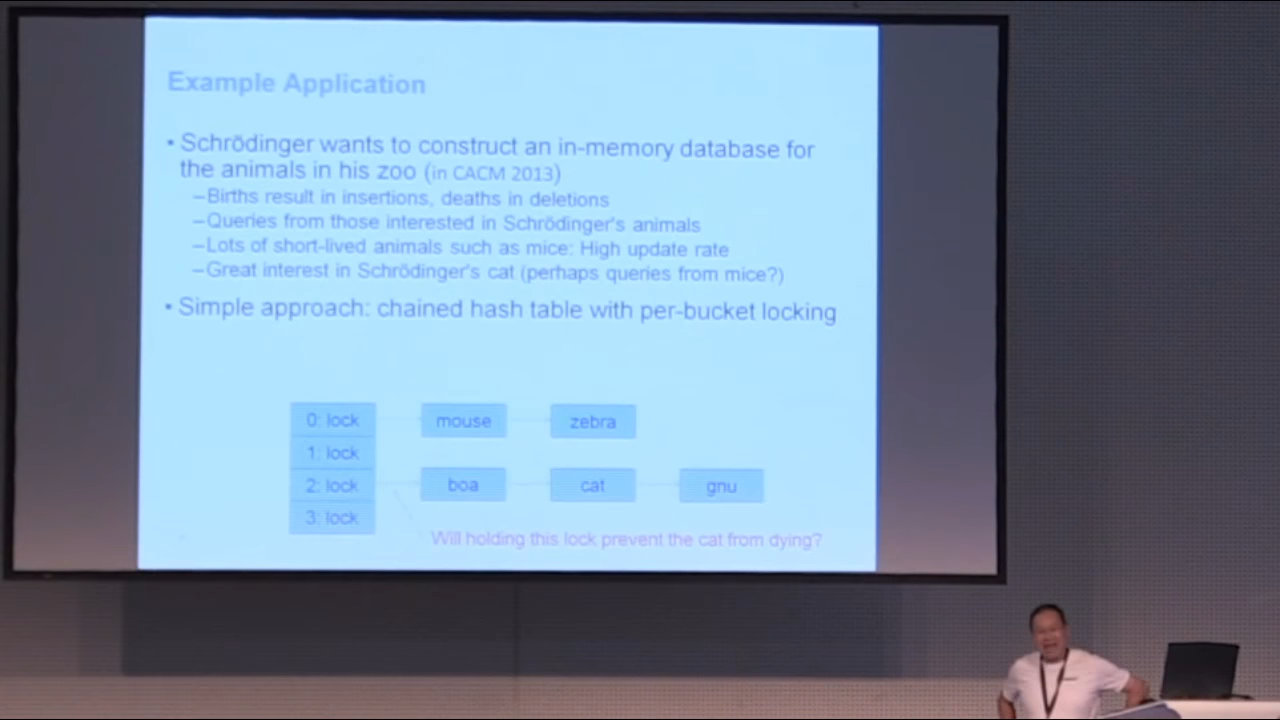 Example Application
• Schrödinger wants to construct an in-memory database for
the animals in his zoo (in CACM 2013)
–Births result in insertions, deaths in deletions
–Queries from those interested in Schrödinger's animals
–Lots of short-lived animals such as mice: High update rate
–Great interest in Schrödinger's cat (perhaps queries from mice?)
• Simple approach: chained hash table with per-bucket locking
0: lock mouse zebra
1: lock
2: lock boa cat gnu
3: lock
Will holding this lock prevent the cat from dying?